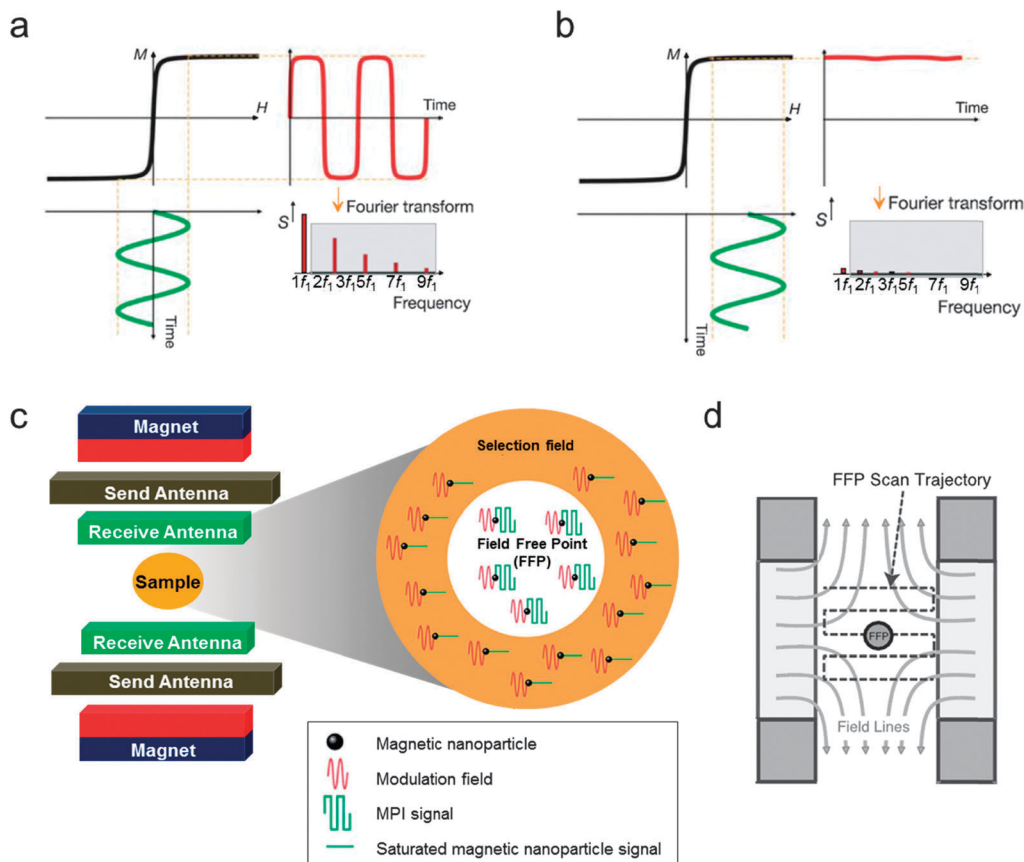 a
M
H
Time
Fourier transform
S
1f₁ 2f₁ 3f₁ 5f₁ 7f₁ 9f₁
Frequency
Time
b
M
H
Time
Fourier transform
S
1f₁ 2f₁ 3f₁ 5f₁ 7f₁ 9f₁
Frequency
Time
c
Magnet
Send Antenna
Receive Antenna
Sample
Receive Antenna
Send Antenna
Magnet
Selection field
Field Free Point
(FFP)
Magnetic nanoparticle
Modulation field
MPI signal
Saturated magnetic nanoparticle signal
d
FFP Scan Trajectory
FFP
Field Lines